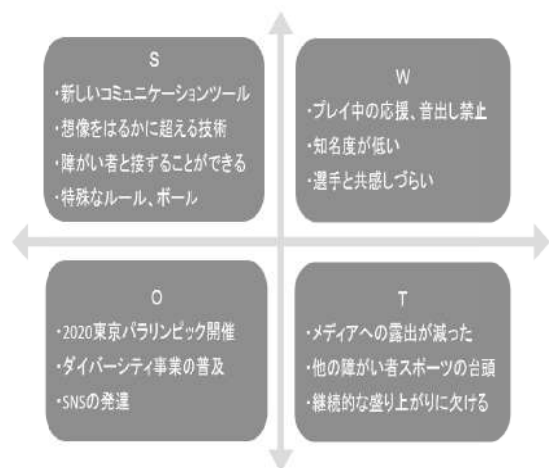 S
・新しいコミュニケーションツール
・想像をはるかに超える技術
・障がい者と接することができる
・特殊なルール、ボール
W
・プレイ中の応援、音出し禁止
・知名度が低い
・選手と共感しづらい
O
・2020東京パラリンピック開催
・ダイバーシティ事業の普及
・SNSの発達
T
・メディアへの露出が減った
・他の障がい者スポーツの台頭
・継続的な盛り上がりに欠ける